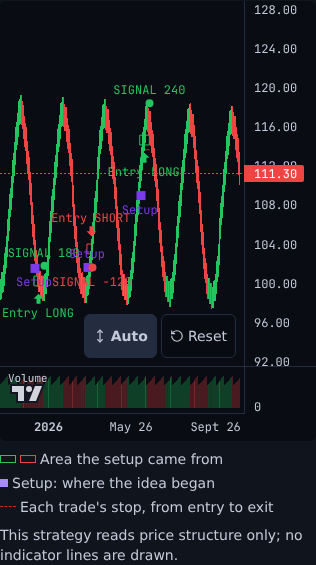 128.00
124.00
SIGNAL 240
120.00
116.00
Entry LONG
111.30
Setup
108.00
Entry SHORT
104.00
SIGNAL 180
Setup
Setup
SIGNAL -12
100.00
Entry LONG
96.00
Auto
Reset
92.00
Volume
0
2026
May 26
Sept 26
Area the setup came from
Setup: where the idea began
Each trade's stop, from entry to exit
This strategy reads price structure only; no
indicator lines are drawn.